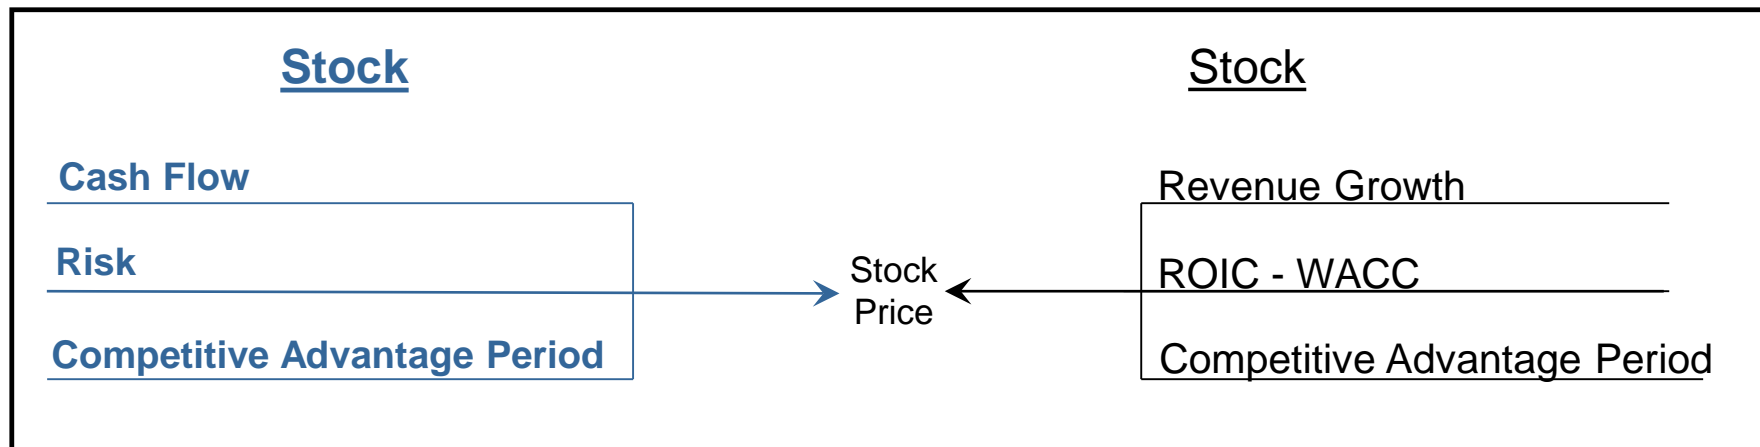 Stock
Cash Flow
Risk
Competitive Advantage Period
Stock
Price
Stock
Revenue Growth
ROIC - WACC
Competitive Advantage Period